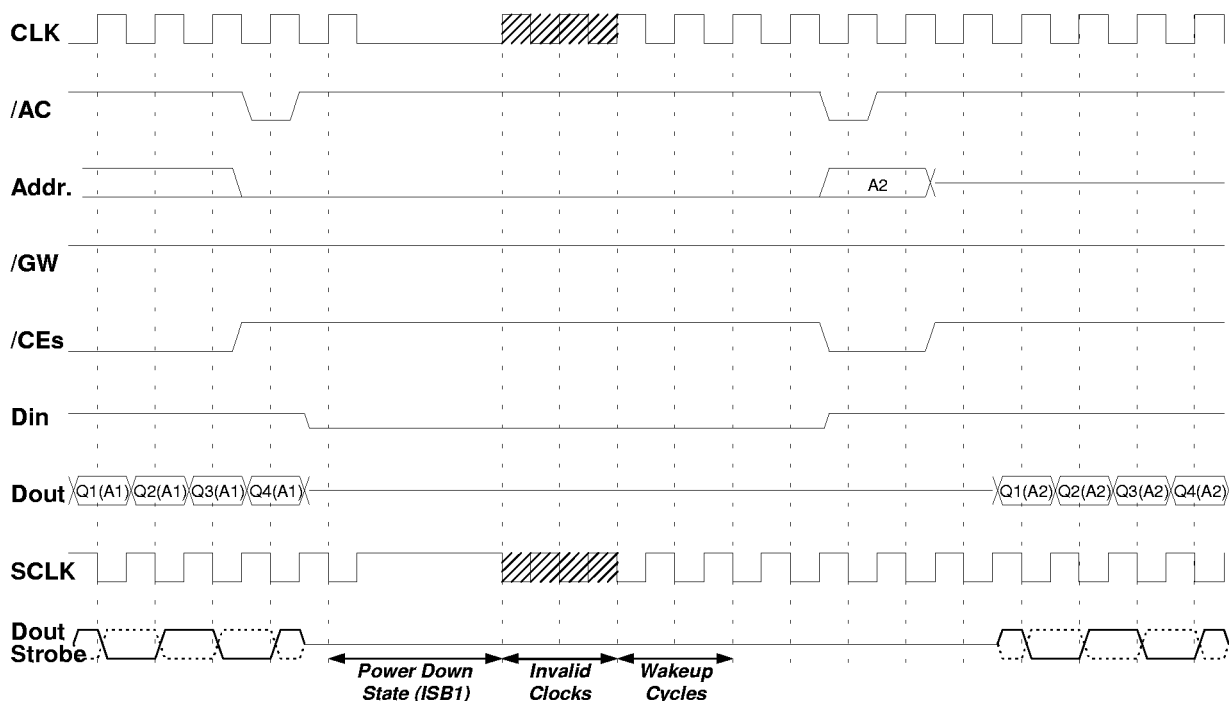 CLK
/AC
Addr.
A2
/GW
/CEs
Din
Dout
Q1(A1) Q2(A1) Q3(A1) Q4(A1) Q1(A2) Q2(A2) Q3(A2) Q4(A2)
SCLK
Dout
Strobe
Power Down
State (ISB1)
Invalid
Clocks
Wakeup
Cycles